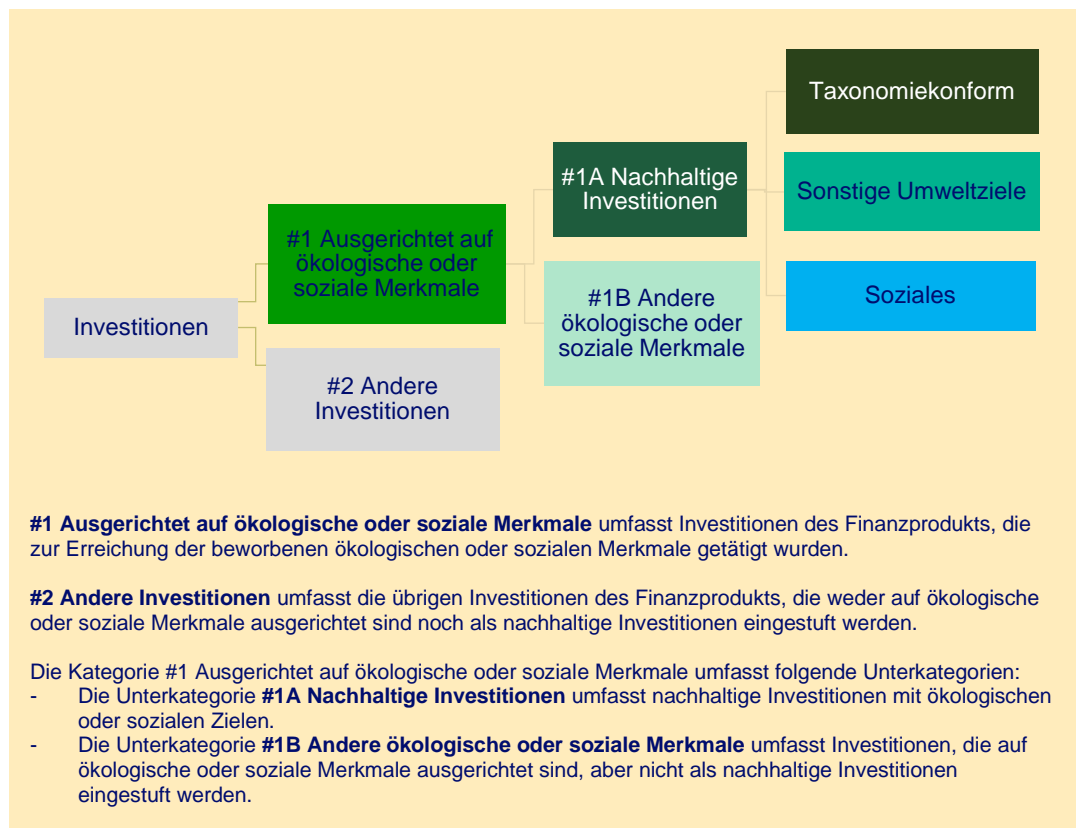 Investitionen
#1 Ausgerichtet auf
ökologische oder
soziale Merkmale
#2 Andere
Investitionen
#1A Nachhaltige
Investitionen
#1B Andere
ökologische oder
soziale Merkmale
Taxonomiekonform
Sonstige Umweltziele
Soziales
#1 Ausgerichtet auf ökologische oder soziale Merkmale umfasst Investitionen des Finanzprodukts, die
zur Erreichung der beworbenen ökologischen oder sozialen Merkmale getätigt wurden.
#2 Andere Investitionen umfasst die übrigen Investitionen des Finanzprodukts, die weder auf ökologische
oder soziale Merkmale ausgerichtet sind noch als nachhaltige Investitionen eingestuft werden.
Die Kategorie #1 Ausgerichtet auf ökologische oder soziale Merkmale umfasst folgende Unterkategorien:
- Die Unterkategorie #1A Nachhaltige Investitionen umfasst nachhaltige Investitionen mit ökologischen
oder sozialen Zielen.
- Die Unterkategorie #1B Andere ökologische oder soziale Merkmale umfasst Investitionen, die auf
ökologische oder soziale Merkmale ausgerichtet sind, aber nicht als nachhaltige Investitionen
eingestuft werden.